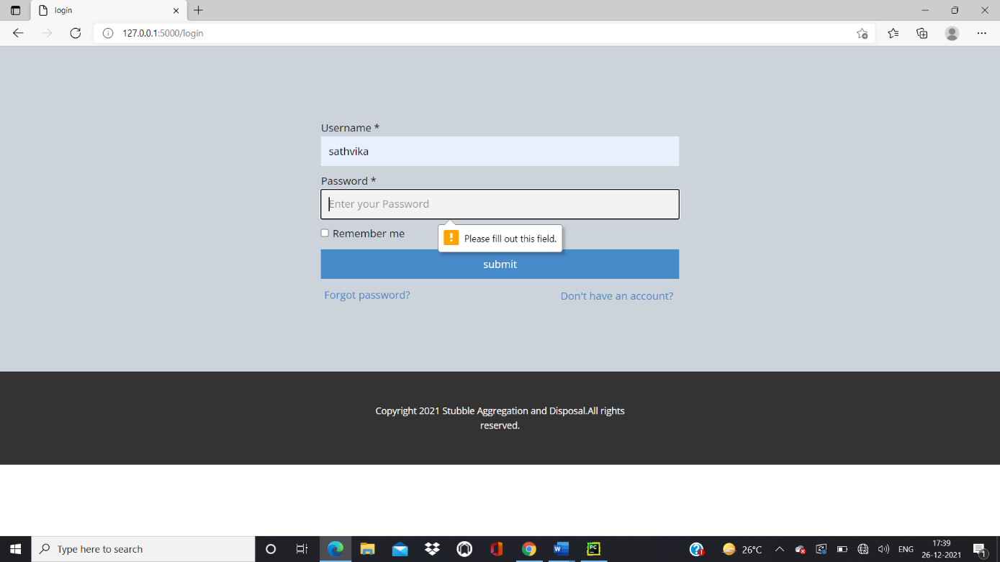 login
127.0.0.1:5000/login
Username *
sathvika
Password *
Enter your Password
Remember me
Please fill out this field.
submit
Forgot password?
Don't have an account?
Copyright 2021 Stubble Aggregation and Disposal.All rights
reserved.
Type here to search
W
PC
26°C
ENG
17:39
26-12-2021
1